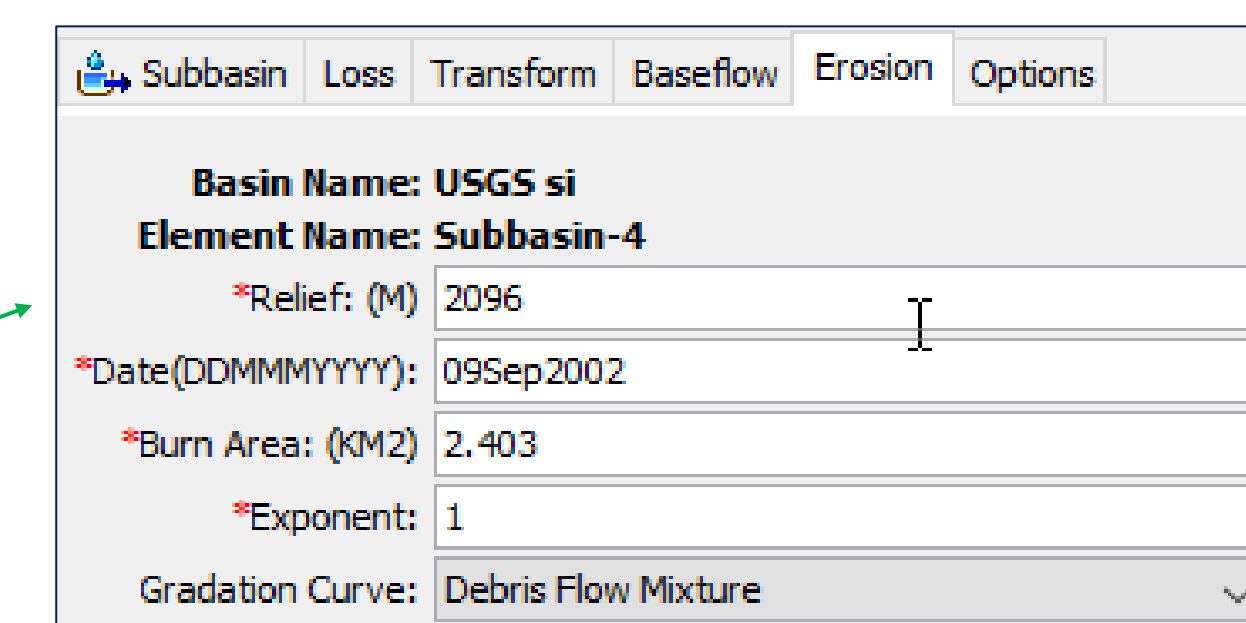 Subbasin Loss Transform Baseflow Erosion Options
Basin Name: USGS si
Element Name: Subbasin-4
*Relief: (M) 2096
*Date(DDMMMYYYY): 09Sep2002
*Burn Area: (KM2) 2.403
*Exponent: 1
Gradation Curve: Debris Flow Mixture